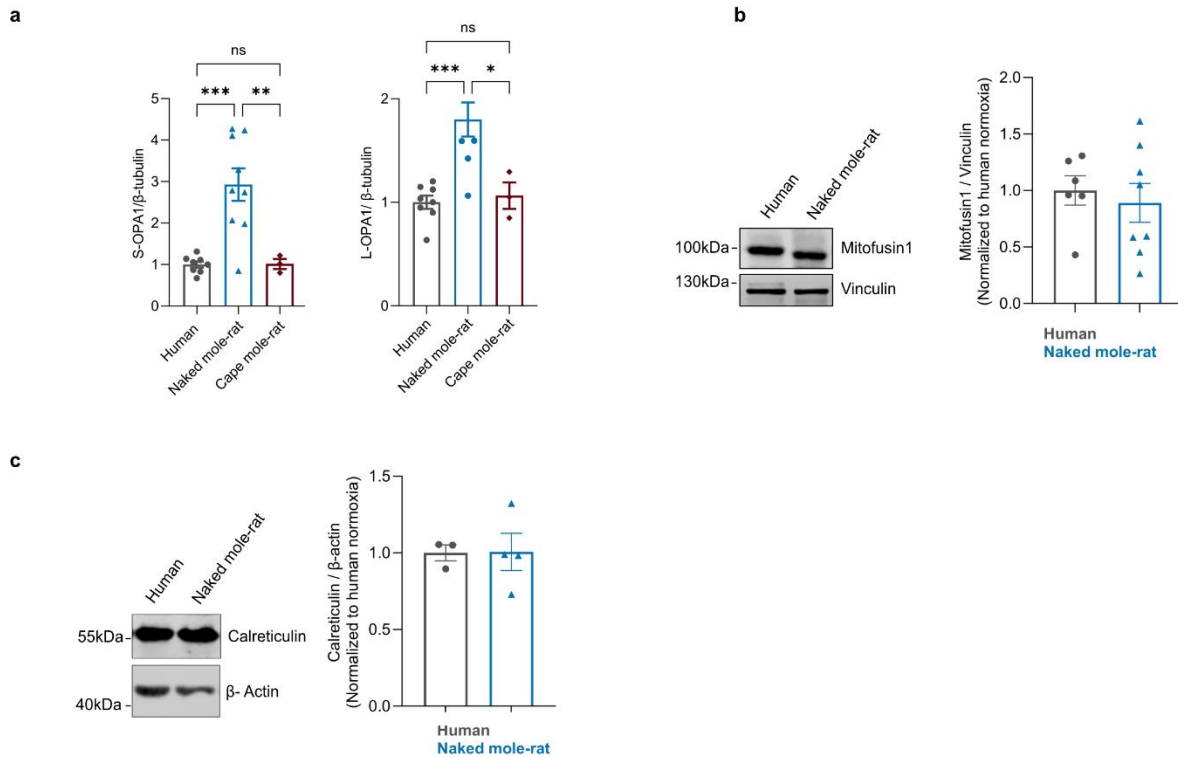 a
ns
***
**
5
4
3
2
1
0
S-OPA1/β-tubulin
Human
Naked mole-rat
Cape mole-rat
ns
***
*
2
1
0
L-OPA1/ β-tubulin
Human
Naked mole-rat
Cape mole-rat
b
Human
Naked mole-rat
100kDa
Mitofusin1
130kDa
Vinculin
2.0
1.5
1.0
0.5
0.0
Mitofusin1 / Vinculin
(Normalized to human normoxia)
Human
Naked mole-rat
c
Human
Naked mole-rat
55kDa
Calreticulin
40kDa
β- Actin
1.5
1.0
0.5
0.0
Calreticulin / β-actin
(Normalized to human normoxia)
Human
Naked mole-rat